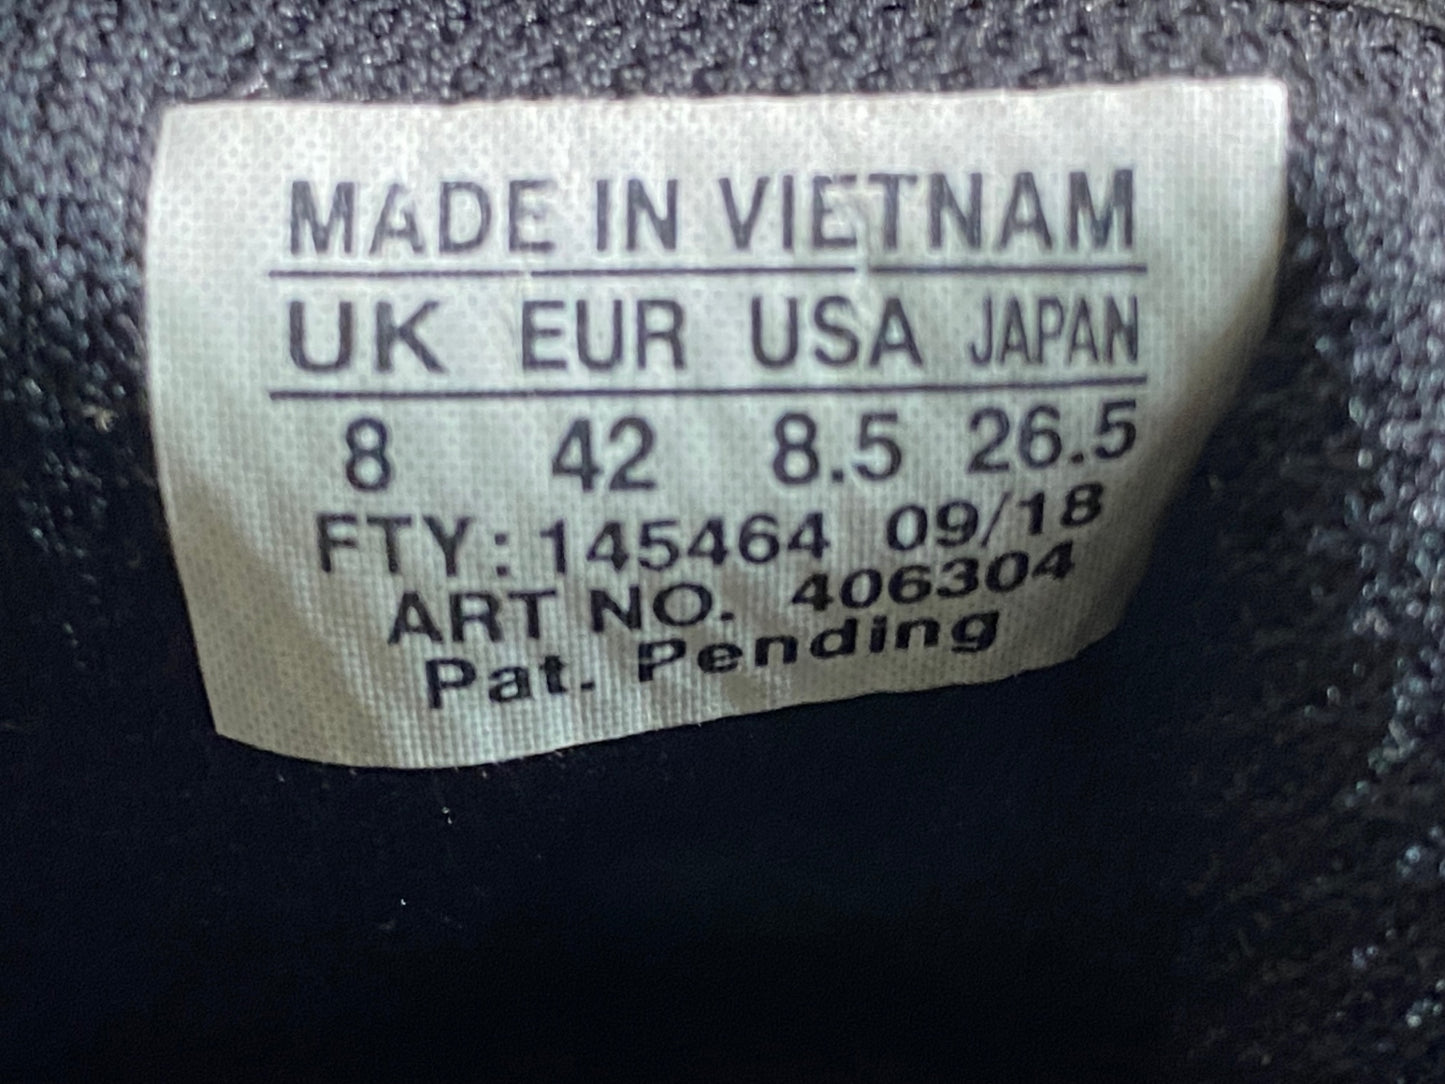 MADE IN VIETNAM
UK EUR USA JAPAN
8 42 8.5 26.5
FTY: 145464 09/18
ART NO. 406304
Pat. Pending